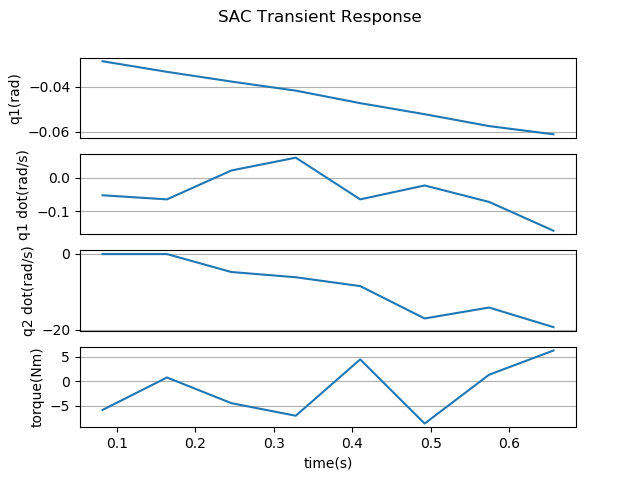 SAC Transient Response
q1(rad)
−0.04
−0.06
q1 dot(rad/s)
0.0
−0.1
q2 dot(rad/s)
0
−20
torque(Nm)
5
0
−5
0.1 0.2 0.3 0.4 0.5 0.6
time(s)